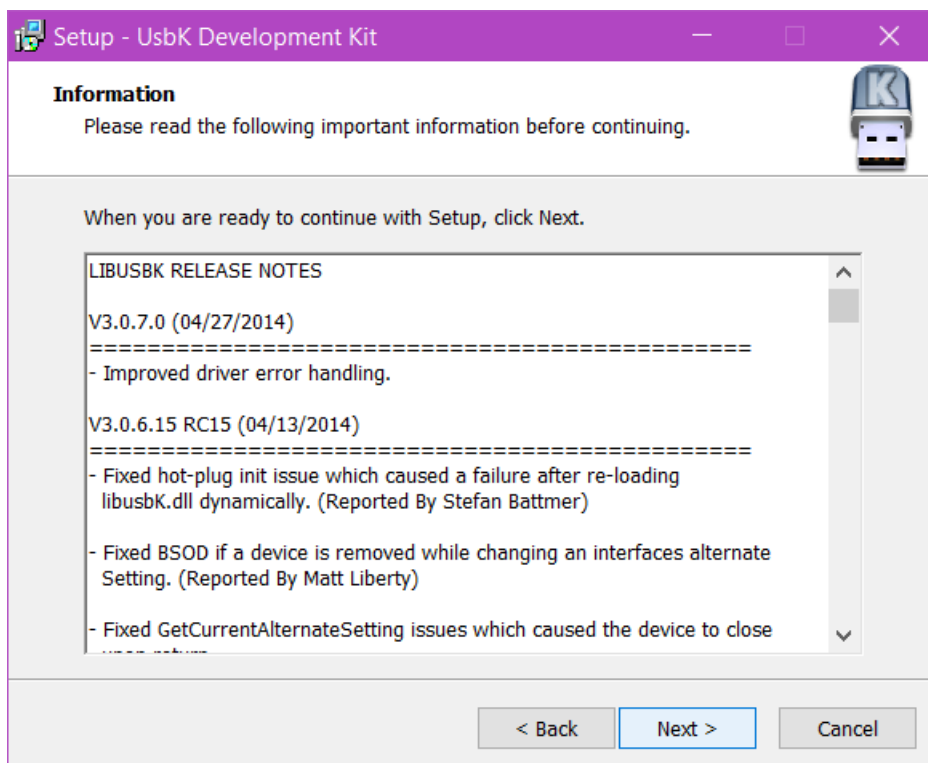 Setup - UsbK Development Kit
Information
Please read the following important information before continuing.
K
When you are ready to continue with Setup, click Next.
LIBUSBK RELEASE NOTES
V3.0.7.0 (04/27/2014)
==============================================
- Improved driver error handling.
V3.0.6.15 RC15 (04/13/2014)
==============================================
- Fixed hot-plug init issue which caused a failure after re-loading
libusbK.dll dynamically. (Reported By Stefan Battmer)
- Fixed BSOD if a device is removed while changing an interfaces alternate
Setting. (Reported By Matt Liberty)
- Fixed GetCurrentAlternateSetting issues which caused the device to close
upon return
< Back
Next >
Cancel